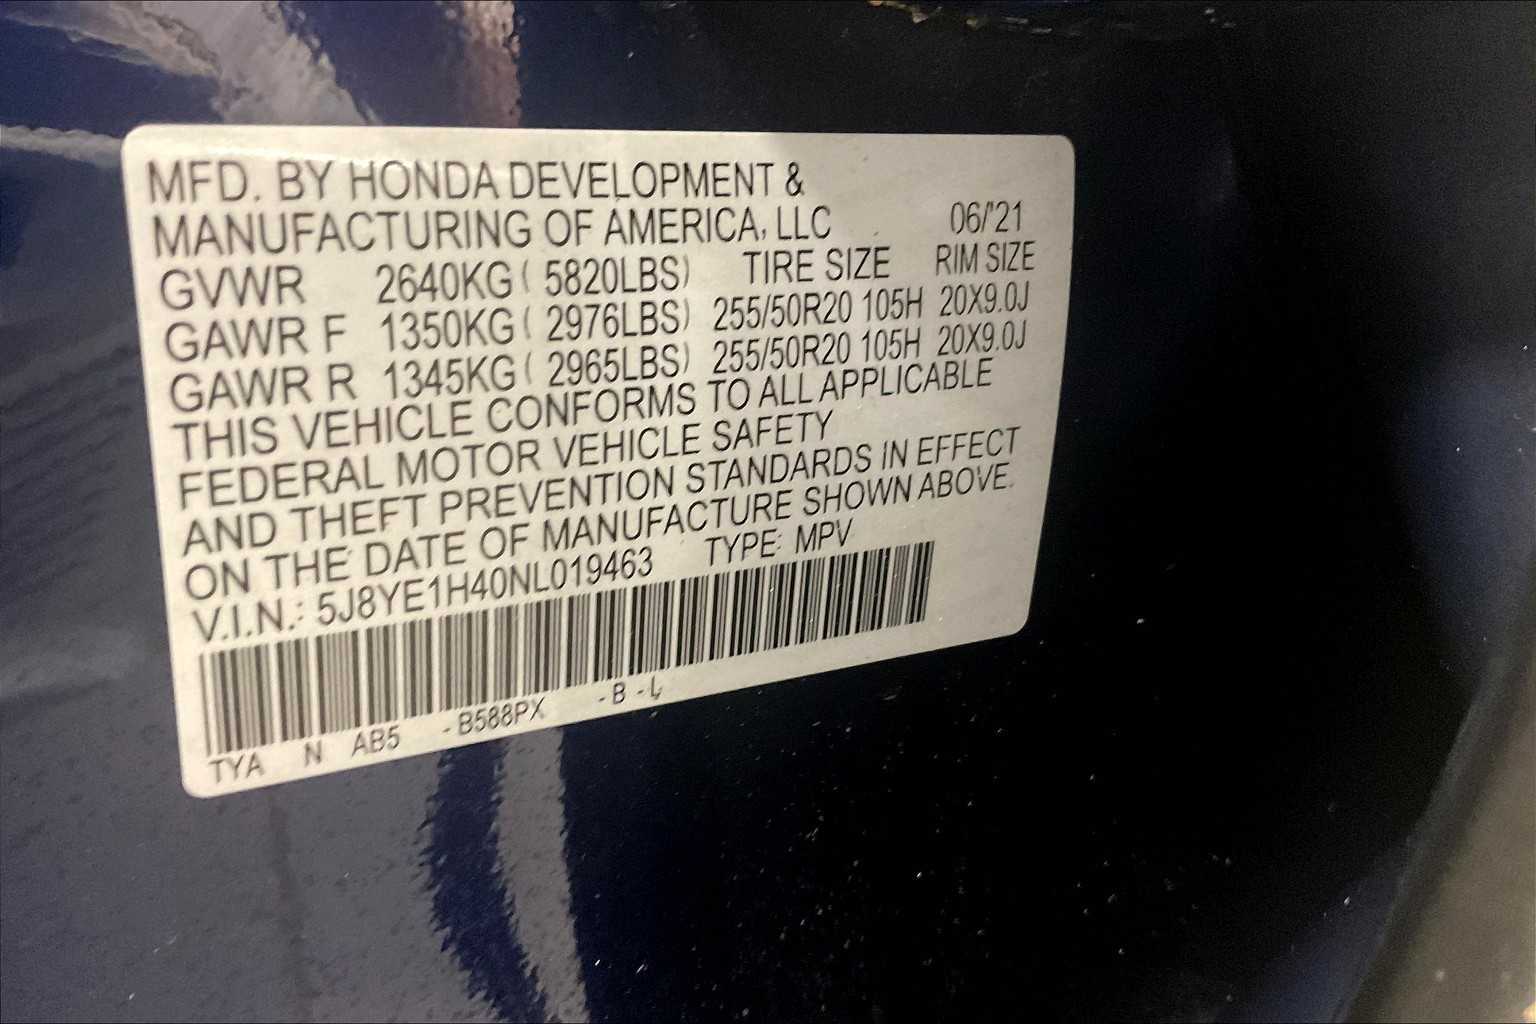 MFD. BY HONDA DEVELOPMENT &
MANUFACTURING OF AMERICA, LLC 06/'21
GVWR 2640KG ( 5820LBS) TIRE SIZE RIM SIZE
GAWR F 1350KG ( 2976LBS) 255/50R20 105H 20X9.0J
GAWR R 1345KG ( 2965LBS) 255/50R20 105H 20X9.0J
THIS VEHICLE CONFORMS TO ALL APPLICABLE
FEDERAL MOTOR VEHICLE SAFETY
AND THEFT PREVENTION STANDARDS IN EFFECT
ON THE DATE OF MANUFACTURE SHOWN ABOVE.
V.I.N.: 5J8YE1H40NL019463 TYPE: MPV
TYA N AB5 -B588PX -B -L